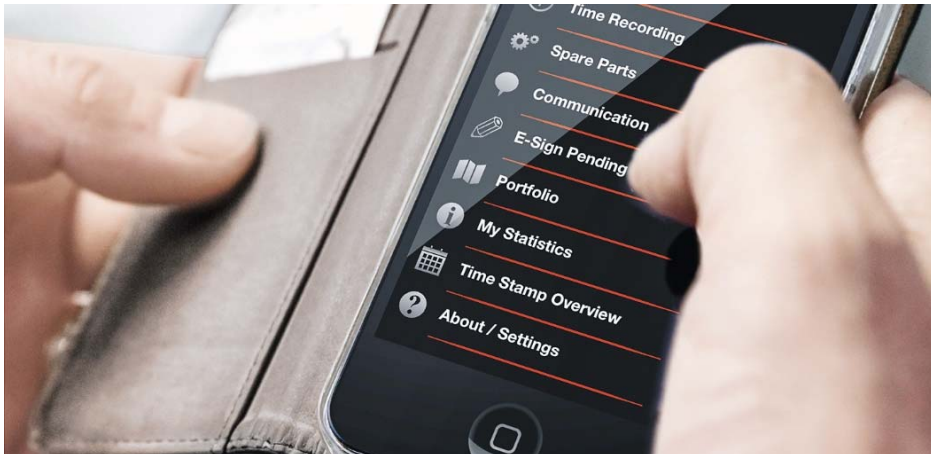 Time Recording
Spare Parts
Communication
E-Sign Pending
Portfolio
My Statistics
Time Stamp Overview
About / Settings